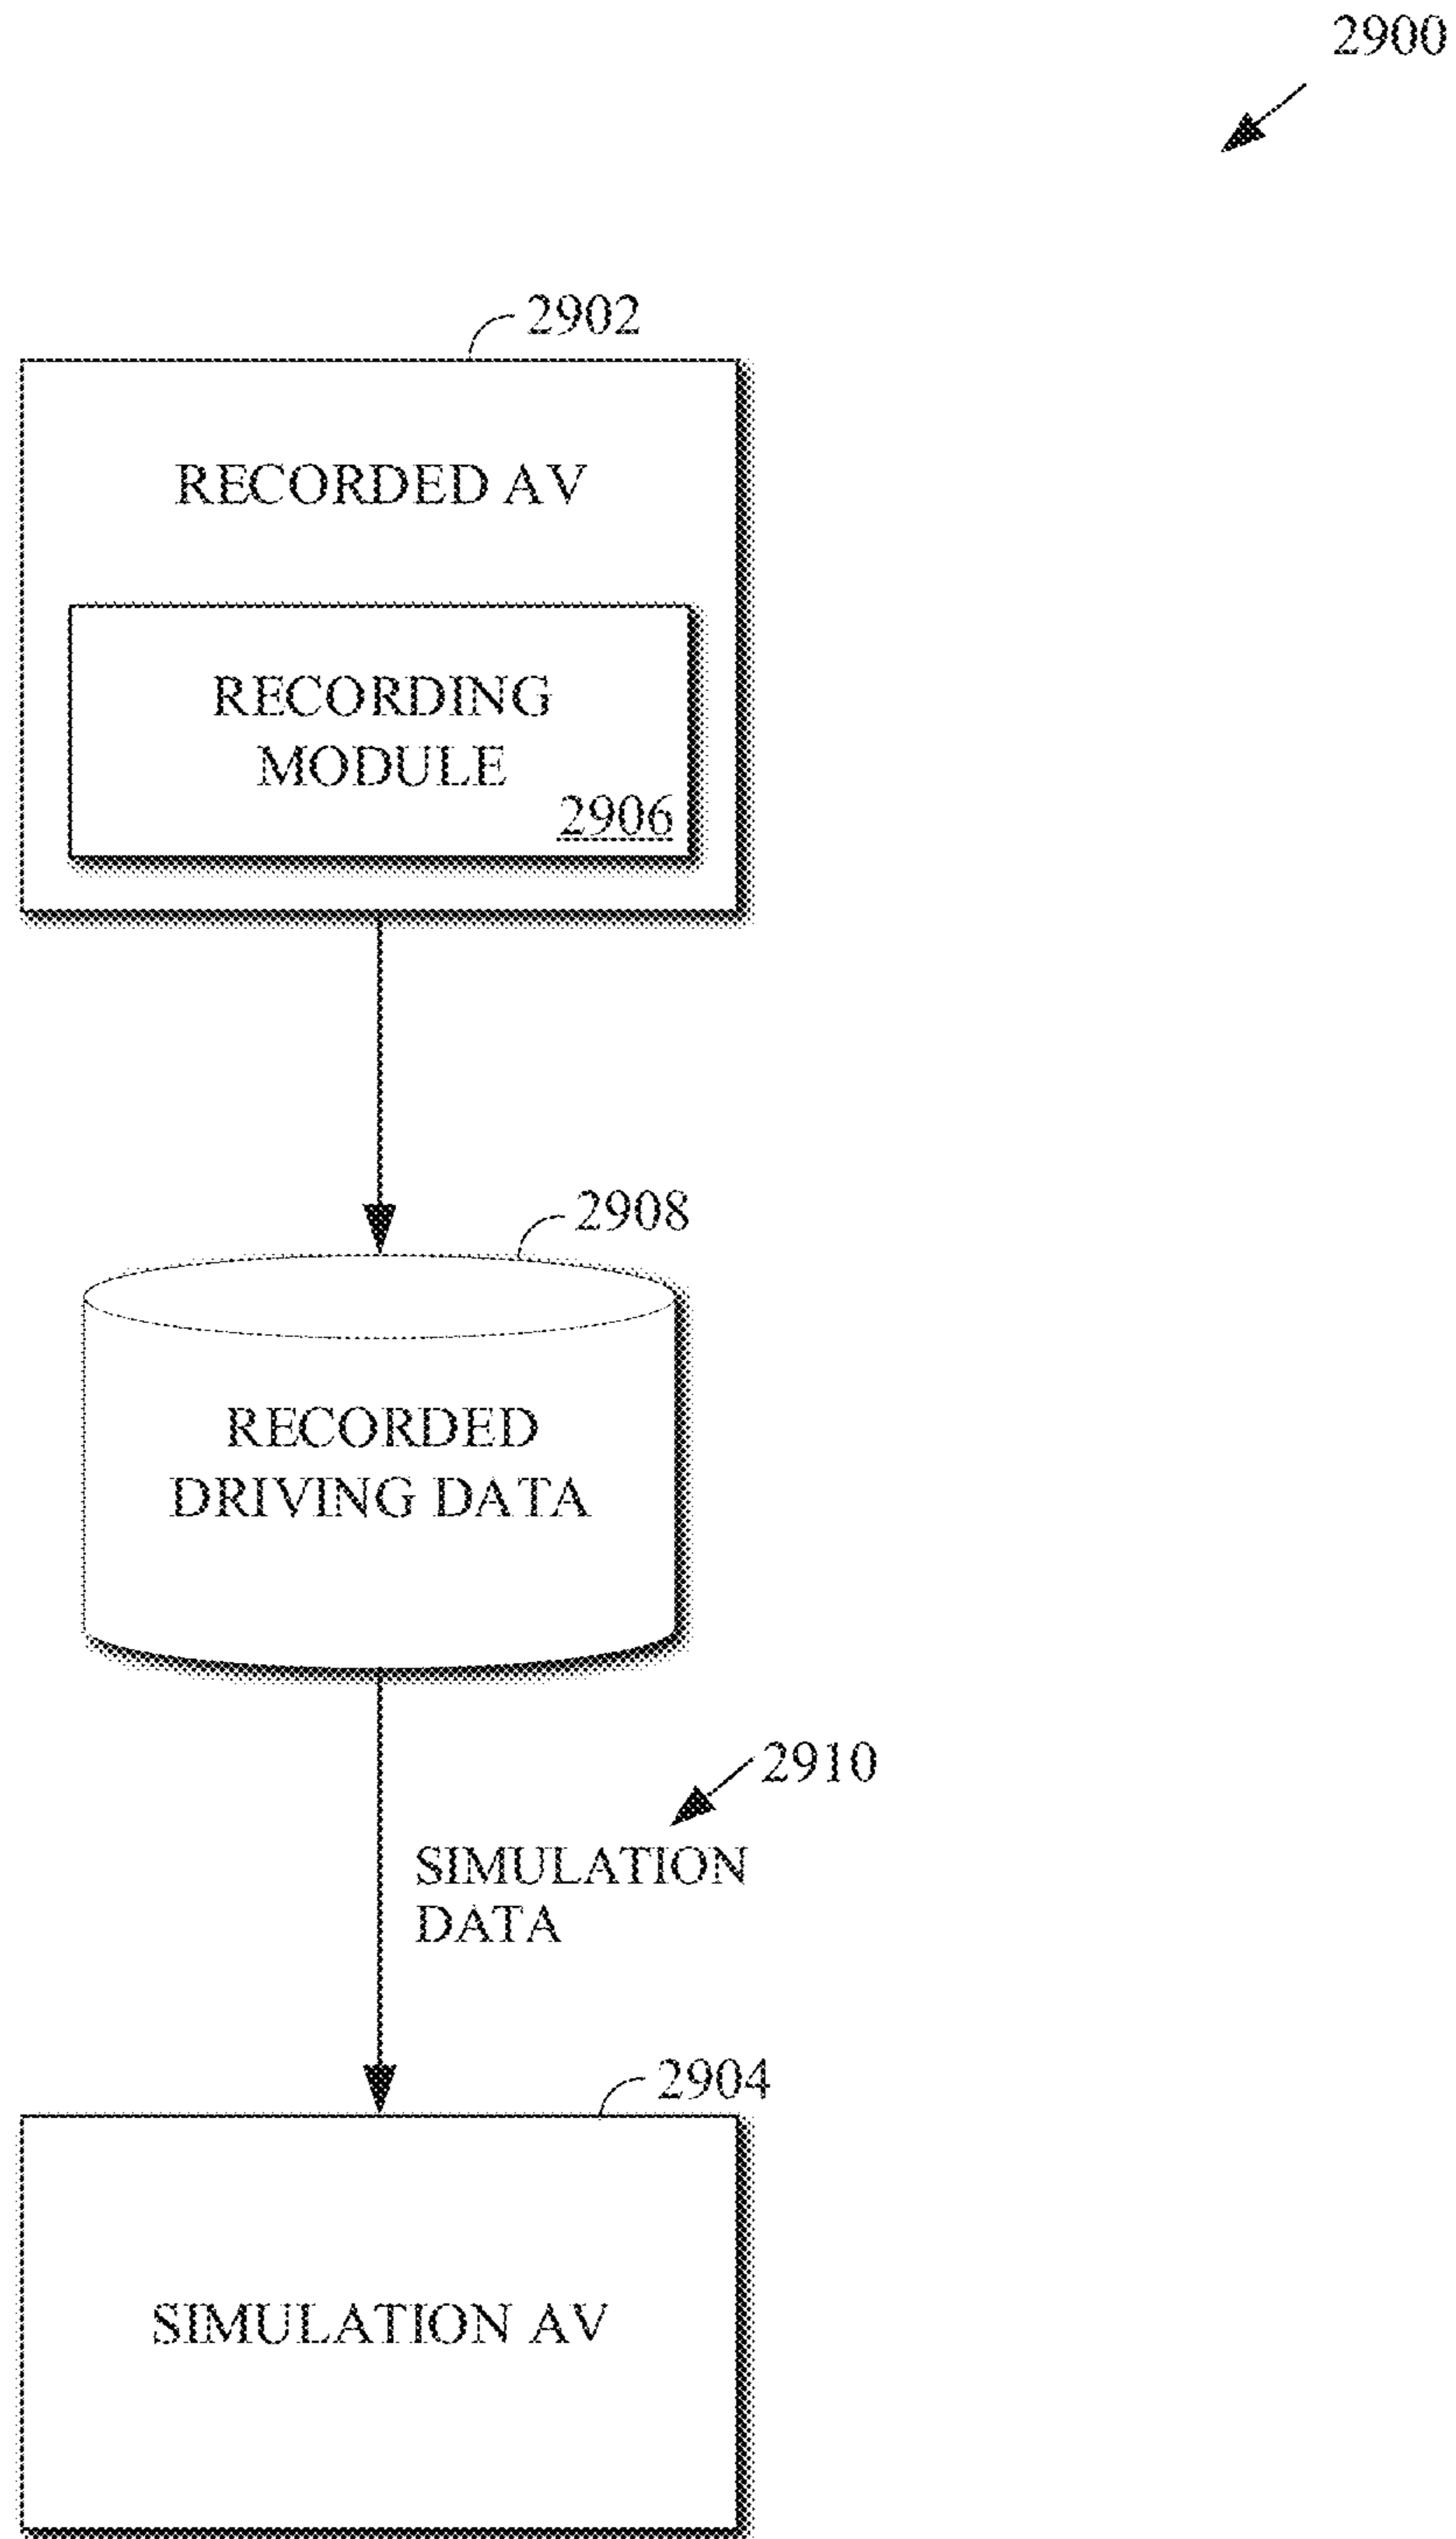 2900
2902
RECORDED AV
RECORDING
MODULE
2906
2908
RECORDED
DRIVING DATA
2910
SIMULATION
DATA
2904
SIMULATION AV